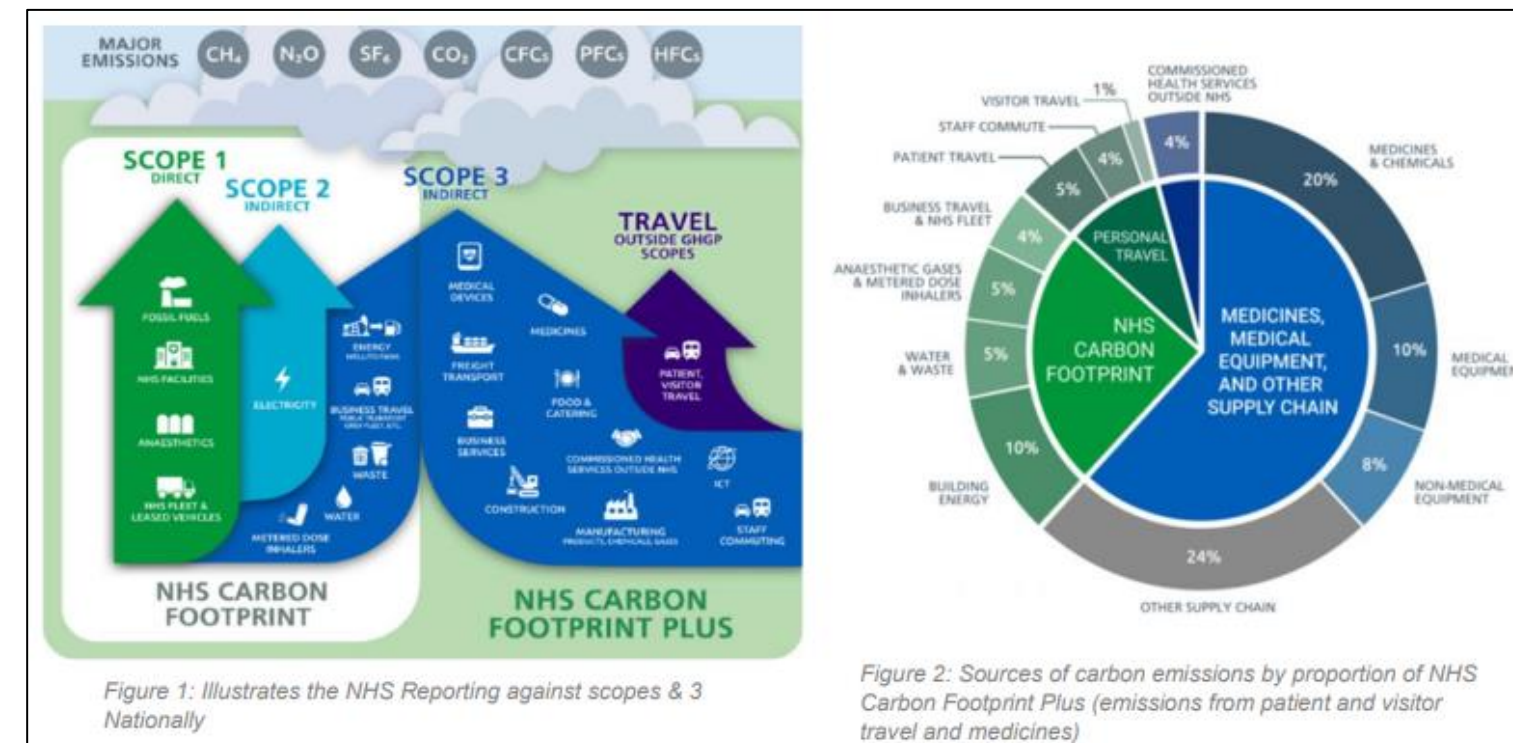 MAJOR
EMISSIONS
CH₄
N₂O
SF₆
CO₂
CFCs
PFCs
HFCs
SCOPE 1
DIRECT
SCOPE 2
INDIRECT
SCOPE 3
INDIRECT
TRAVEL
OUTSIDE GHGP
SCOPES
FOSSIL FUELS
NHS FACILITIES
ANAESTHETICS
NHS FLEET &
LEASED VEHICLES
ELECTRICITY
ENERGY
WELL-TO-TANK
BUSINESS TRAVEL
WASTE
WATER
METERED DOSE
INHALERS
MEDICAL
DEVICES
MEDICINES
FREIGHT
TRANSPORT
FOOD &
CATERING
BUSINESS
SERVICES
COMMISSIONED HEALTH
SERVICES OUTSIDE NHS
CONSTRUCTION
MANUFACTURING
PRODUCTS, CHEMICALS, GASES
ICT
STAFF
COMMUTING
PATIENT,
VISITOR
TRAVEL
NHS CARBON
FOOTPRINT
NHS CARBON
FOOTPRINT PLUS
Figure 1: Illustrates the NHS Reporting against scopes & 3
Nationally
COMMISSIONED
HEALTH SERVICES
OUTSIDE NHS
4%
MEDICINES
& CHEMICALS
20%
MEDICAL
EQUIPMEN
10%
NON-MEDICAL
EQUIPMENT
8%
OTHER SUPPLY CHAIN
24%
BUILDING
ENERGY
10%
WATER
& WASTE
5%
ANAESTHETIC GASES
& METERED DOSE
INHALERS
5%
BUSINESS TRAVEL
& NHS FLEET
4%
PATIENT TRAVEL
5%
STAFF COMMUTE
4%
VISITOR TRAVEL
1%
PERSONAL
TRAVEL
NHS
CARBON
FOOTPRINT
MEDICINES,
MEDICAL
EQUIPMENT,
AND OTHER
SUPPLY CHAIN
Figure 2: Sources of carbon emissions by proportion of NHS
Carbon Footprint Plus (emissions from patient and visitor
travel and medicines)